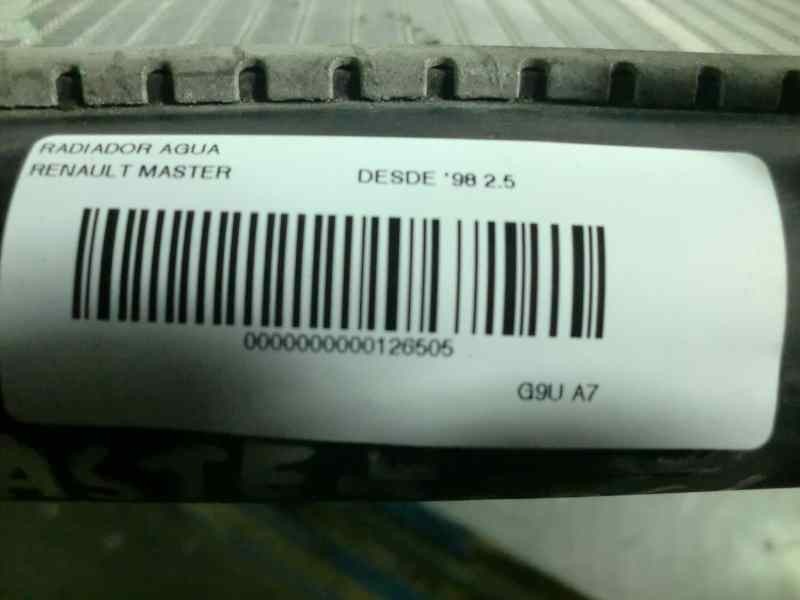 RADIADOR AGUA
RENAULT MASTER DESDE '98 2.5
0000000000126505
G9U A7